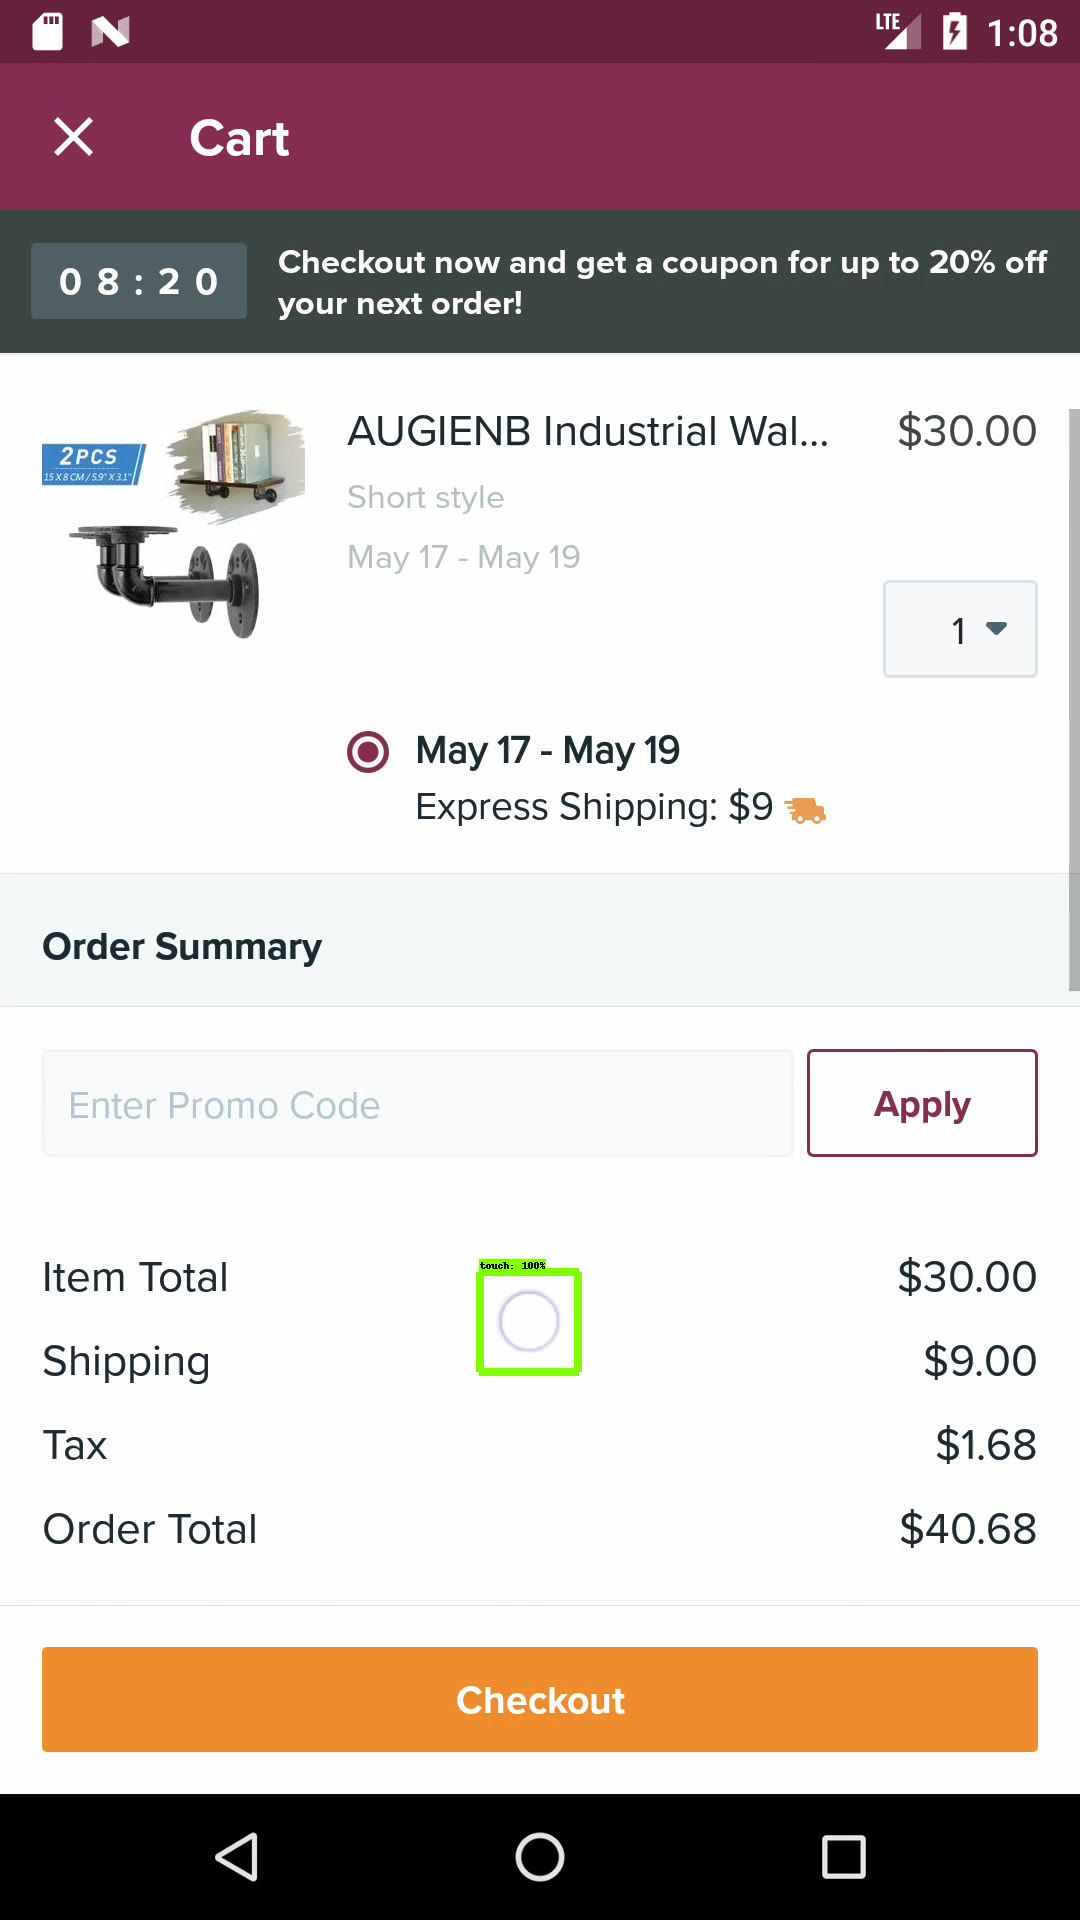 LTE 1:08
Cart
08:20
Checkout now and get a coupon for up to 20% off
your next order!
AUGIENB Industrial Wal... $30.00
2PCS
15 X 8 CM / 5.9" X 3.1"
Short style
May 17 - May 19
1
May 17 - May 19
Express Shipping: $9
Order Summary
Enter Promo Code
Apply
Item Total $30.00
touch: 100%
Shipping $9.00
Tax $1.68
Order Total $40.68
Checkout